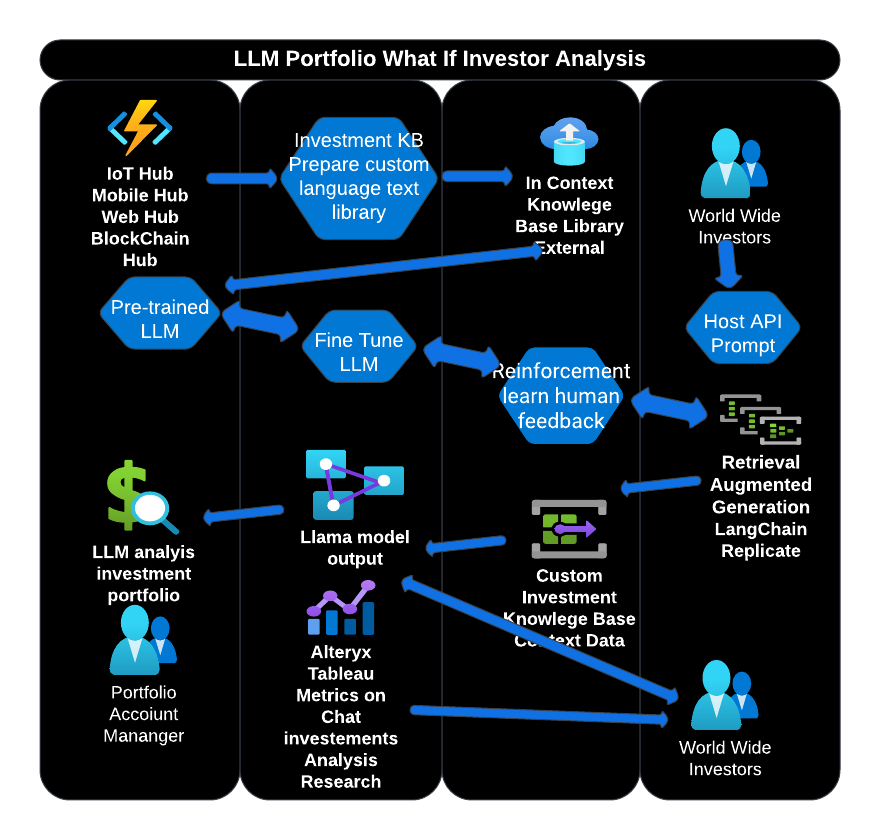 LLM Portfolio What If Investor Analysis
IoT Hub
Mobile Hub
Web Hub
BlockChain
Hub
Investment KB
Prepare custom
language text
library
In Context
Knowlege
Base Library
External
World Wide
Investors
Pre-trained
LLM
Fine Tune
LLM
Reinforcement
learn human
feedback
Host API
Prompt
Retrieval
Augmented
Generation
LangChain
Replicate
LLM analyis
investment
portfolio
Llama model
output
Custom
Investment
Knowlege Base
Context Data
Portfolio
Accoiunt
Mananger
Alteryx
Tableau
Metrics on
Chat
investements
Analysis
Research
World Wide
Investors